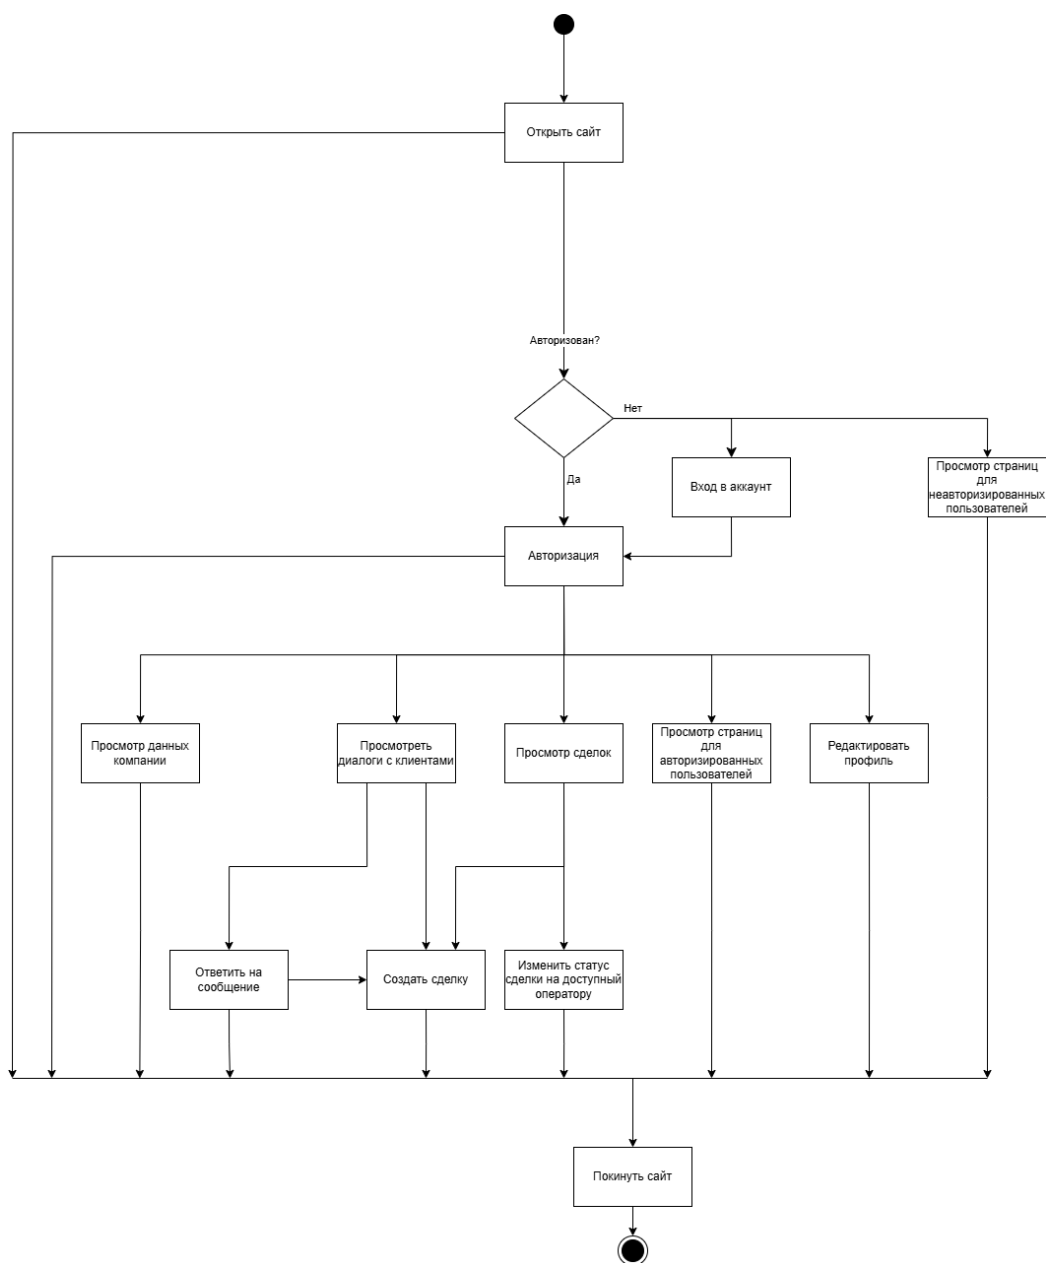 Открыть сайт
Авторизован?
Нет
Да
Вход в аккаунт
Просмотр страниц
для
неавторизированных
пользователей
Авторизация
Просмотр данных
компании
Просмотреть
диалоги с клиентами
Просмотр сделок
Просмотр страниц
для
авторизированных
пользователей
Редактировать
профиль
Ответить на
сообщение
Создать сделку
Изменить статус
сделки на доступный
оператору
Покинуть сайт